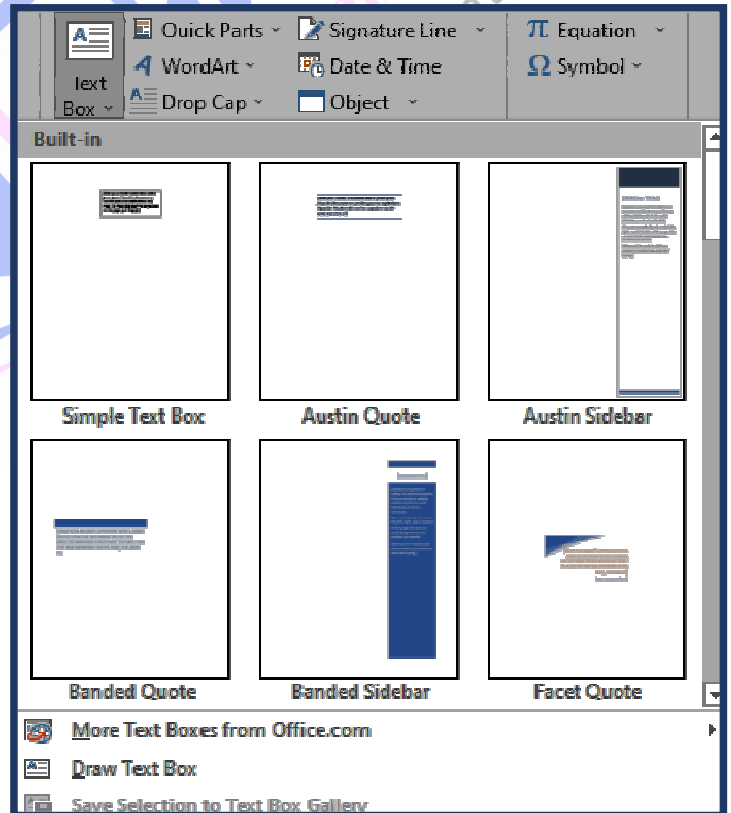 Quick Parts
Signature Line
Equation
WordArt
Date & Time
Symbol
Text
Box
Drop Cap
Object
Built-in
Simple Text Box
Austin Quote
Austin Sidebar
Banded Quote
Banded Sidebar
Facet Quote
More Text Boxes from Office.com
Draw Text Box
Save Selection to Text Box Gallery